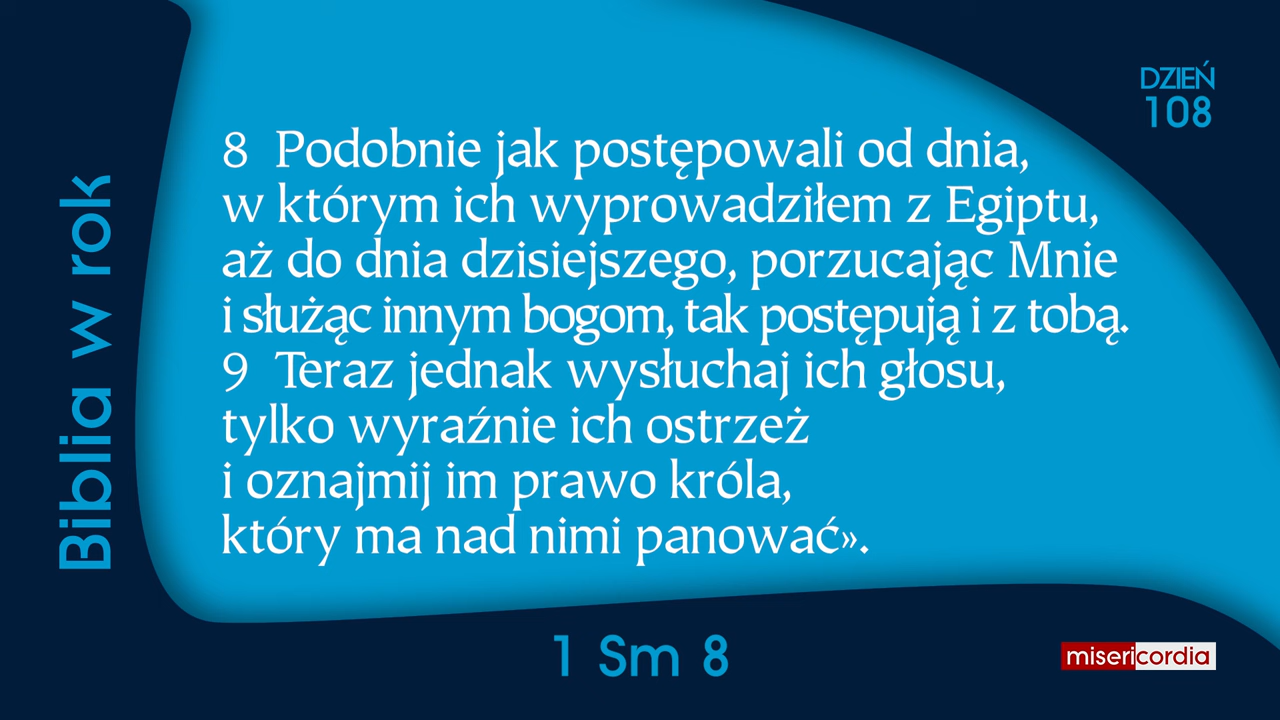 DZIEŃ
108
8 Podobnie jak postępowali od dnia,
w którym ich wyprowadziłem z Egiptu,
aż do dnia dzisiejszego, porzucając Mnie
i służąc innym bogom, tak postępują i z tobą.
9 Teraz jednak wysłuchaj ich głosu,
tylko wyraźnie ich ostrzeż
i oznajmij im prawo króla,
który ma nad nimi panować».
Biblia w rok
1 Sm 8
misericordia